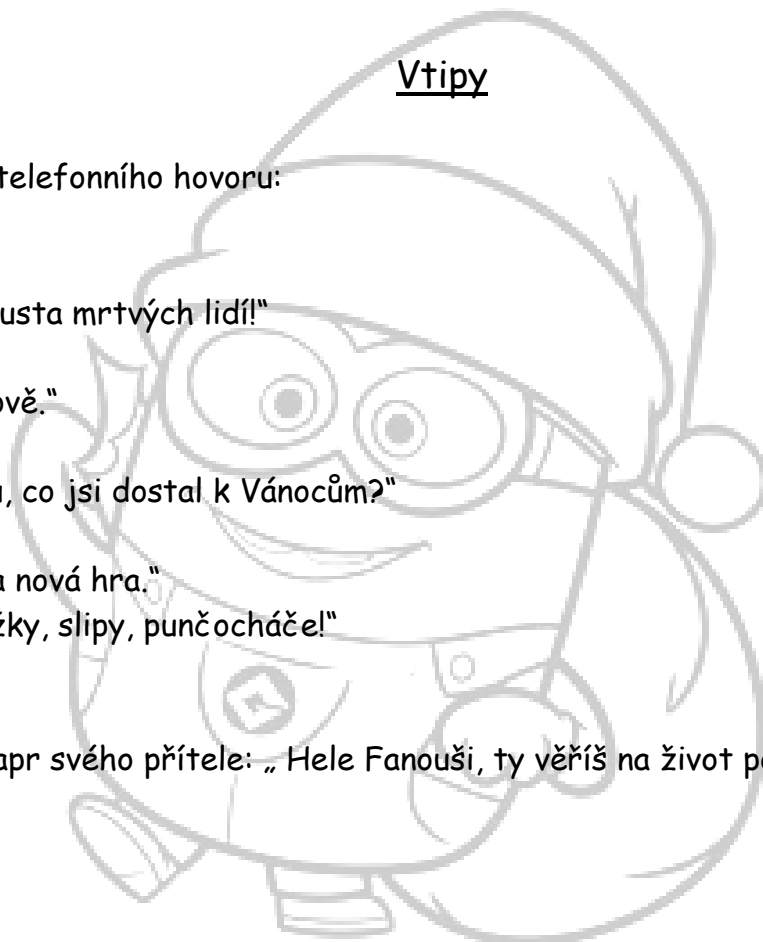 Vtipy
telefonního hovoru:
usta mrtvých lidí!“
ově.“
, co jsi dostal k Vánocům?“
a nová hra.“
žky, slipy, punčocháče!“
apr svého přítele: „ Hele Fanouši, ty věříš na život p